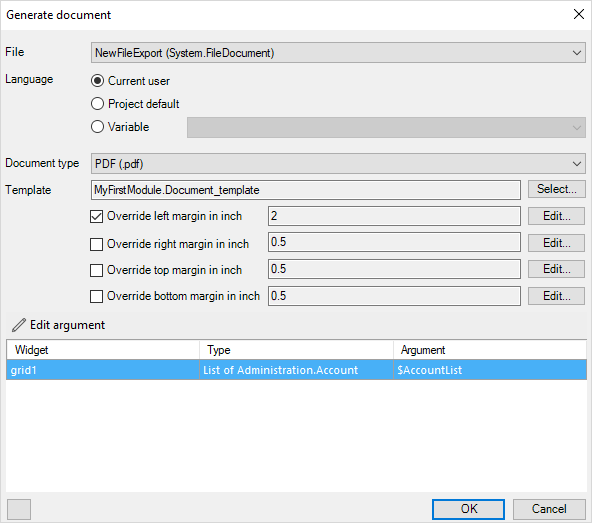 Generate document
File NewFileExport (System.FileDocument)
Language Current user
Project default
Variable
Document type PDF (.pdf)
Template MyFirstModule.Document_template Select...
Override left margin in inch 2 Edit...
Override right margin in inch 0.5 Edit...
Override top margin in inch 0.5 Edit...
Override bottom margin in inch 0.5 Edit...
Edit argument
Widget Type Argument
grid1 List of Administration.Account $AccountList
OK Cancel